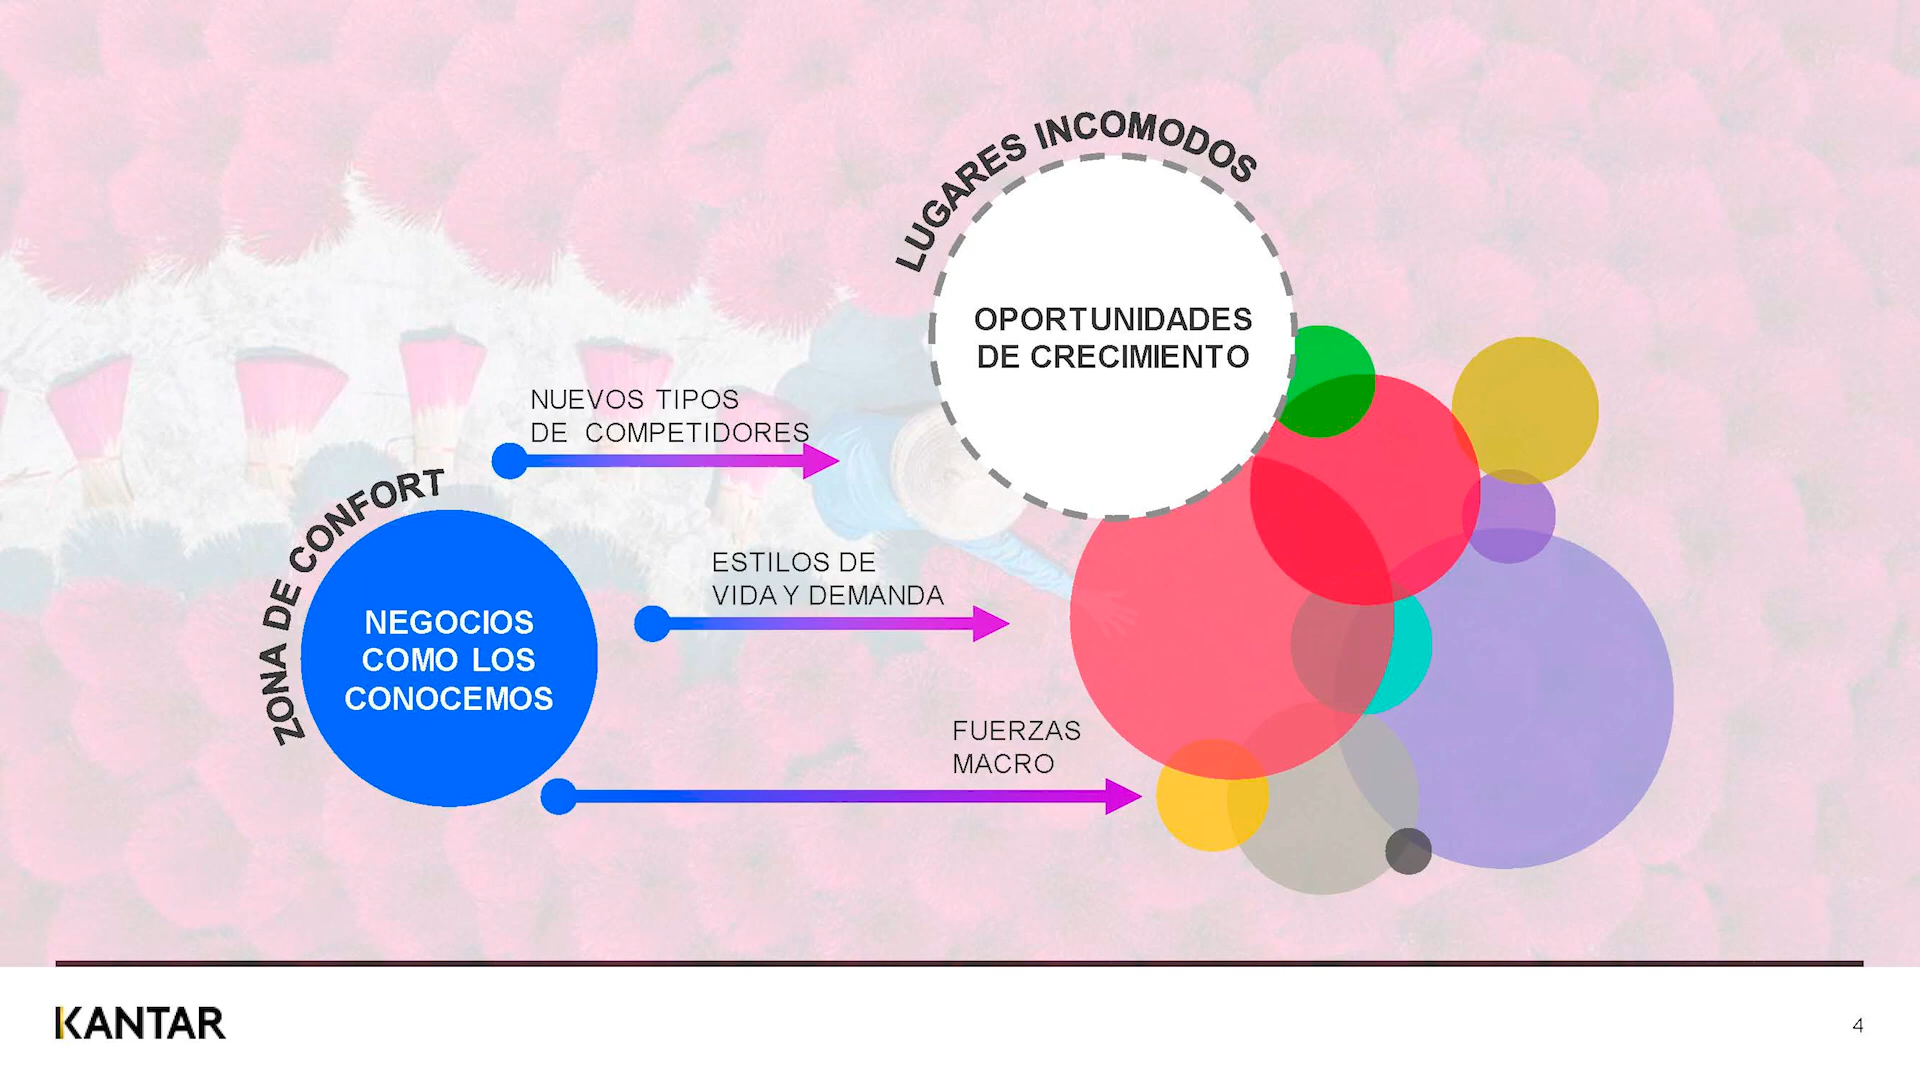 LUGARES INCOMODOS
OPORTUNIDADES
DE CRECIMIENTO
NUEVOS TIPOS
DE COMPETIDORES
ZONA DE CONFORT
NEGOCIOS
COMO LOS
CONOCEMOS
ESTILOS DE
VIDA Y DEMANDA
FUERZAS
MACRO
KANTAR
4